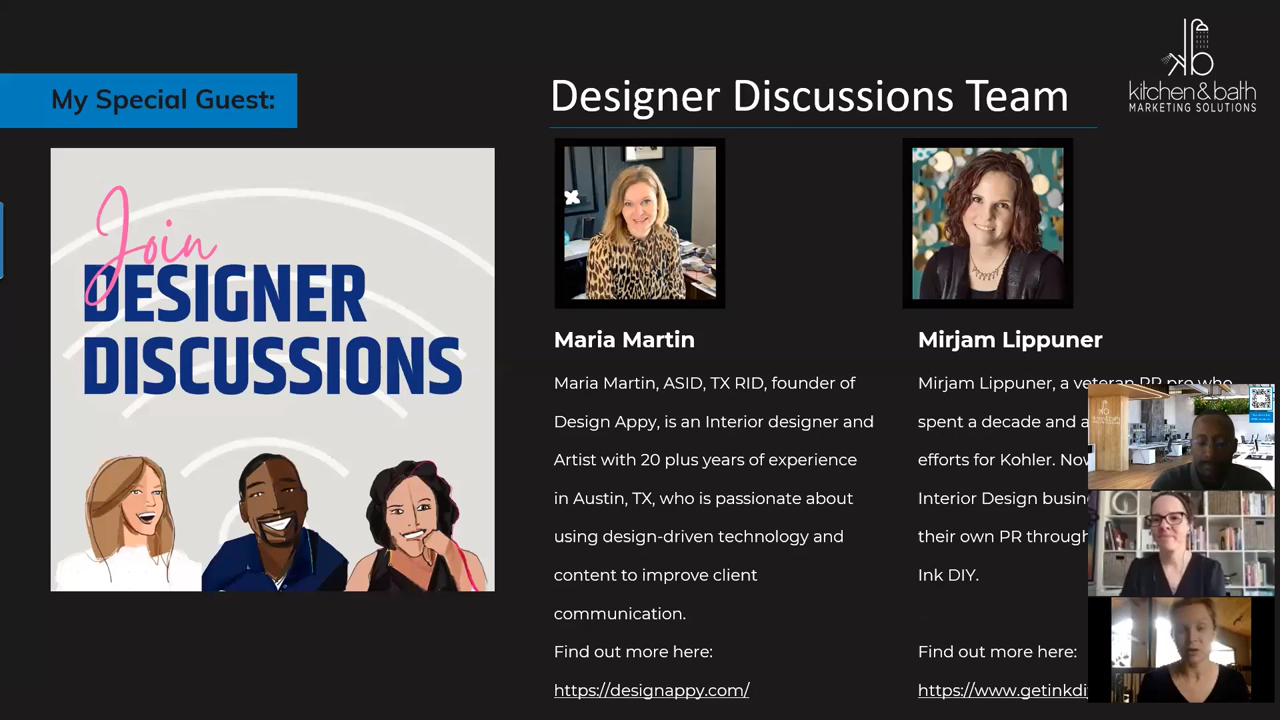 My Special Guest:
Designer Discussions Team
kitchen&bath
MARKETING SOLUTIONS
Join
DESIGNER
DISCUSSIONS
Maria Martin
Maria Martin, ASID, TX RID, founder of
Design Appy, is an Interior designer and
Artist with 20 plus years of experience
in Austin, TX, who is passionate about
using design-driven technology and
content to improve client
communication.
Find out more here:
https://designappy.com/
Mirjam Lippuner
Mirjam Lippuner, a veteran PR pro who
spent a decade and a
efforts for Kohler.
Interior Design
their own PR through
Ink DIY.
Find out more here:
https://www.getinkdi